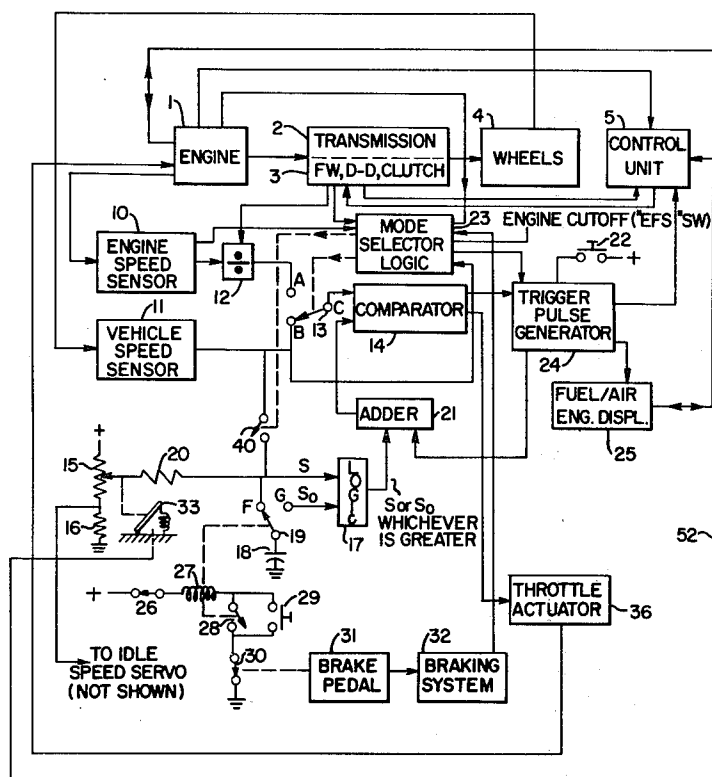 1
ENGINE
2
TRANSMISSION
3
FW, D-D, CLUTCH
4
WHEELS
5
CONTROL
UNIT
10
ENGINE
SPEED
SENSOR
÷
12
11
VEHICLE
SPEED
SENSOR
MODE
SELECTOR
LOGIC
23
ENGINE CUTOFF ("EFS" SW)
22
+
A
B
C
13
COMPARATOR
14
TRIGGER
PULSE
GENERATOR
24
FUEL/AIR
ENG. DISPL.
25
ADDER
21
40
+
15
16
20
33
S
F
G
So
LOGIC
17
S or So
WHICHEVER
IS GREATER
18
19
52
+
26
27
28
29
30
TO IDLE
SPEED SERVO
(NOT SHOWN)
31
BRAKE
PEDAL
32
BRAKING
SYSTEM
THROTTLE
ACTUATOR
36